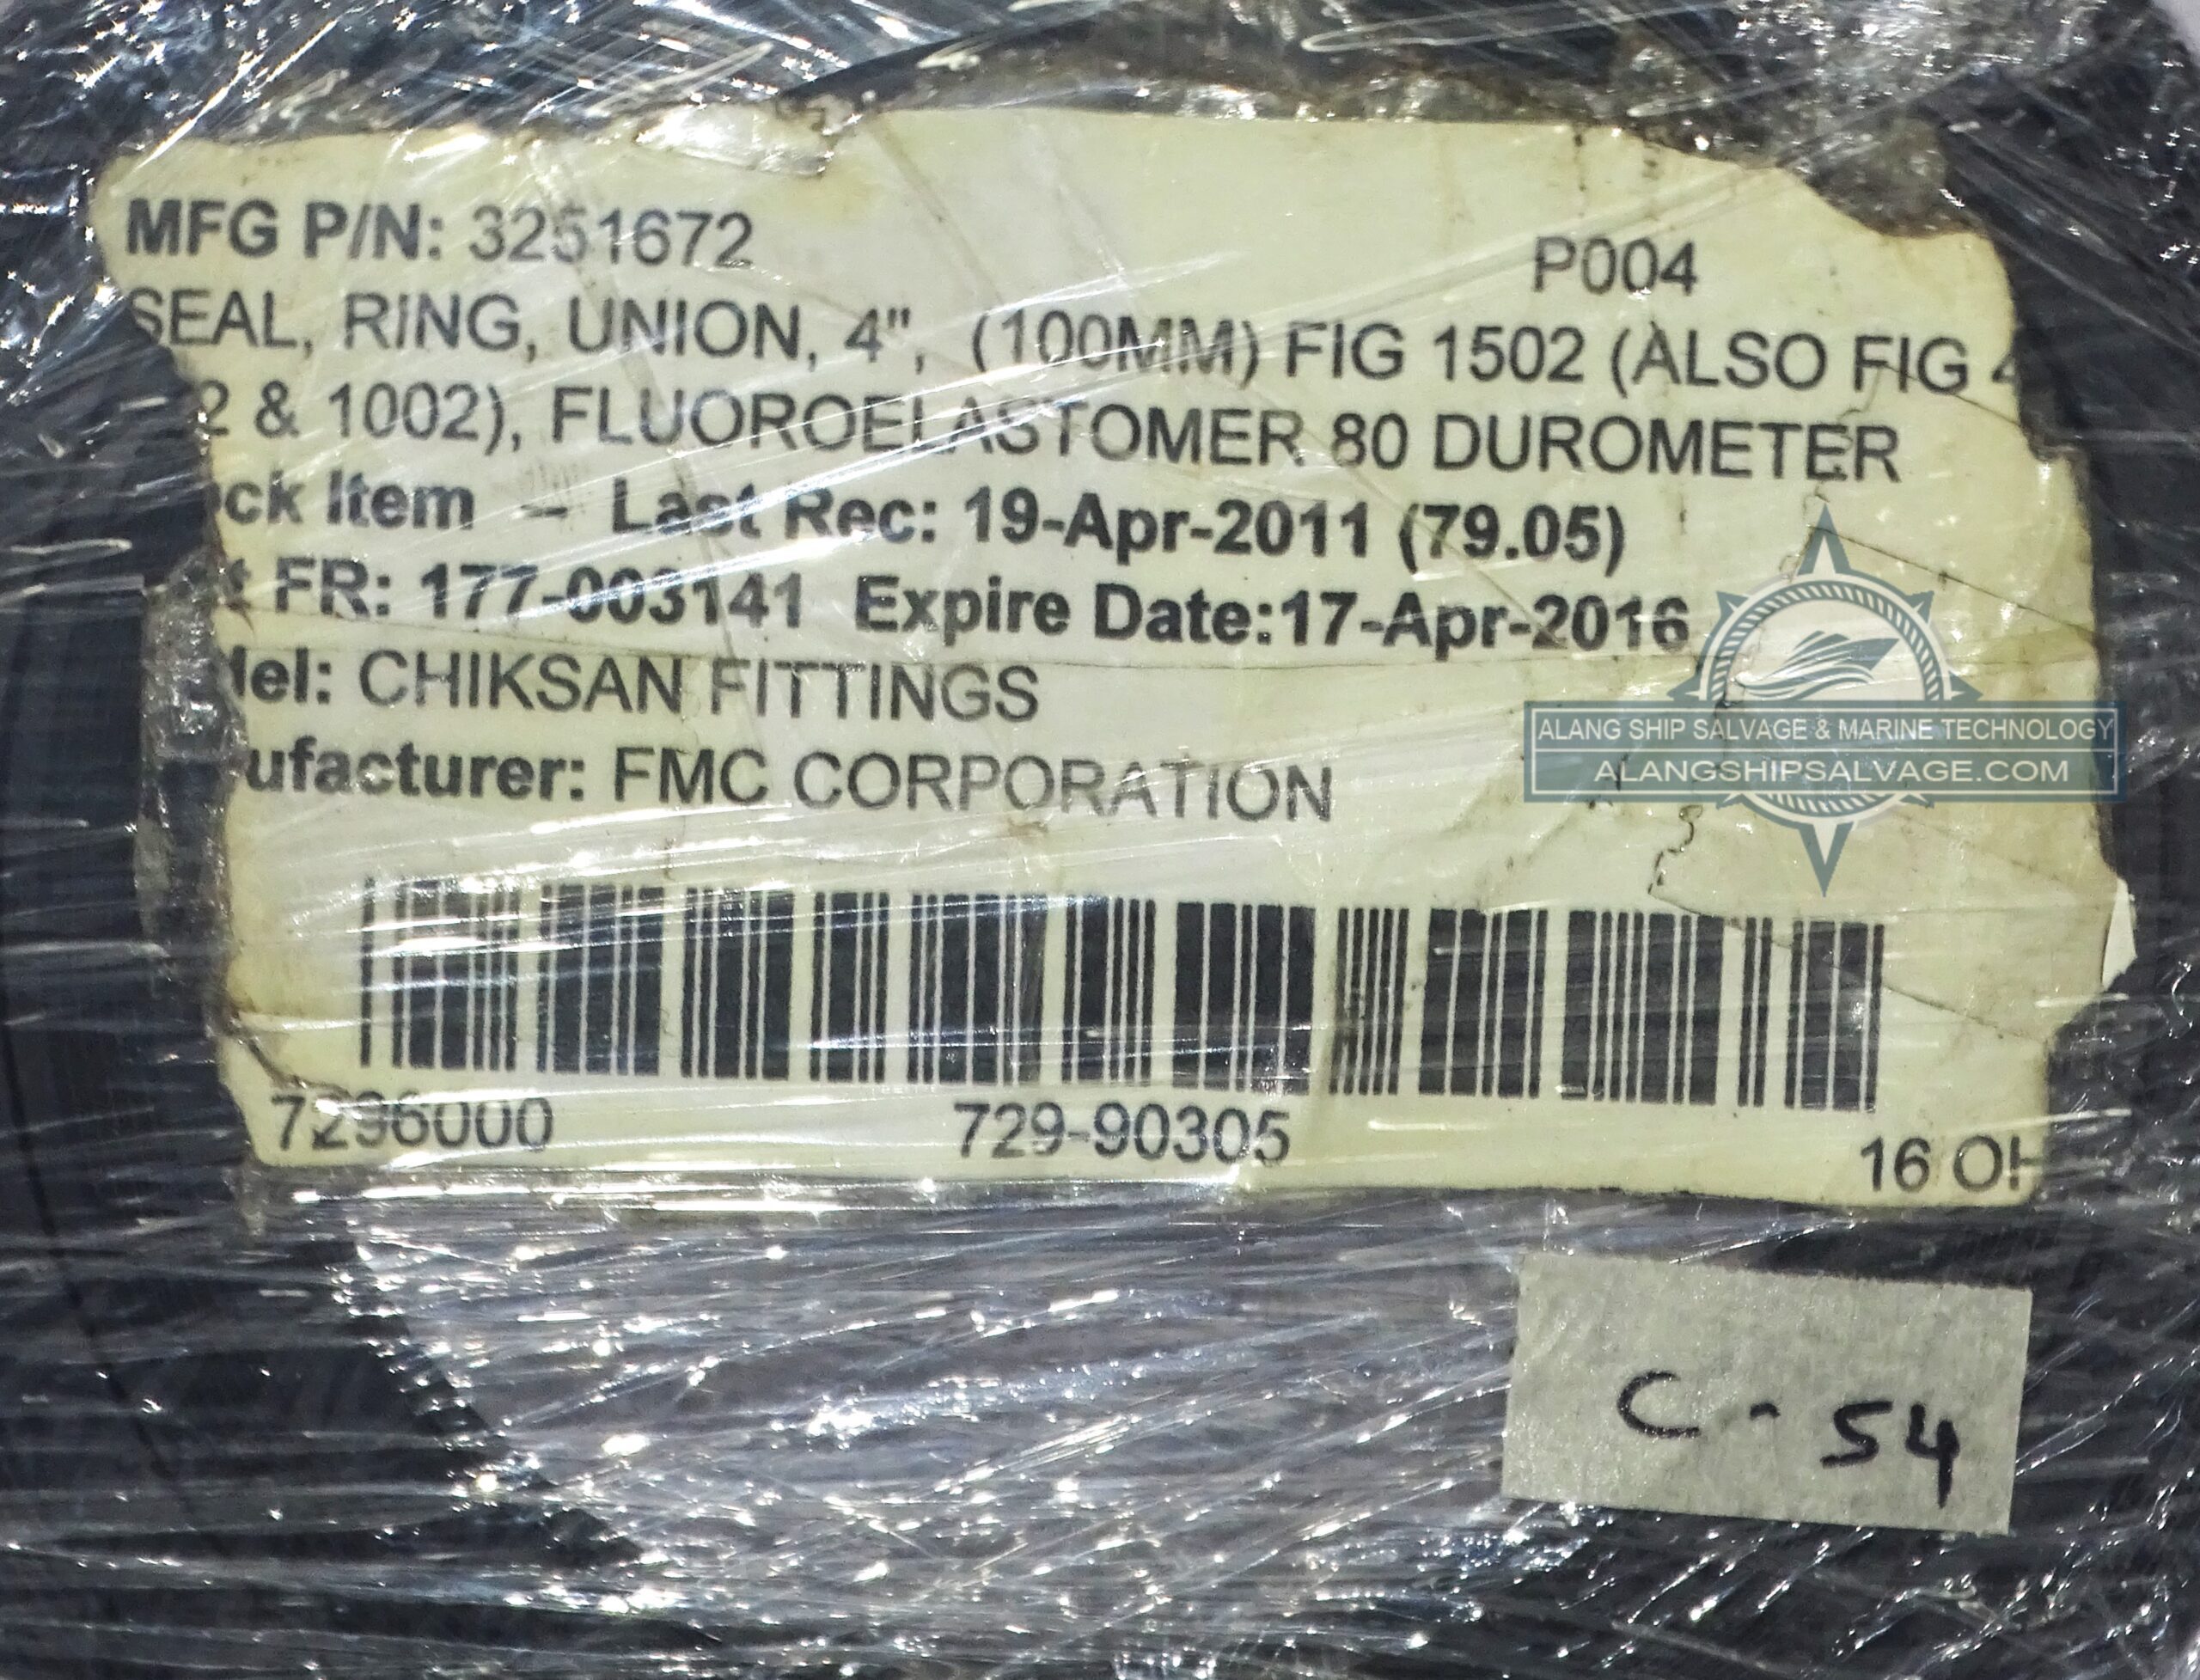 MFG P/N: 3251672 P004
SEAL, RING, UNION, 4", (100MM) FIG 1502 (ALSO FIG 4
2 & 1002), FLUOROELASTOMER 80 DUROMETER
ck Item – Last Rec: 19-Apr-2011 (79.05)
t FR: 177-003141 Expire Date:17-Apr-2016
del: CHIKSAN FITTINGS
ufacturer: FMC CORPORATION
7296000 729-90305 16 OH
ALANG SHIP SALVAGE & MARINE TECHNOLOGY
ALANGSHIPSALVAGE.COM
C-54